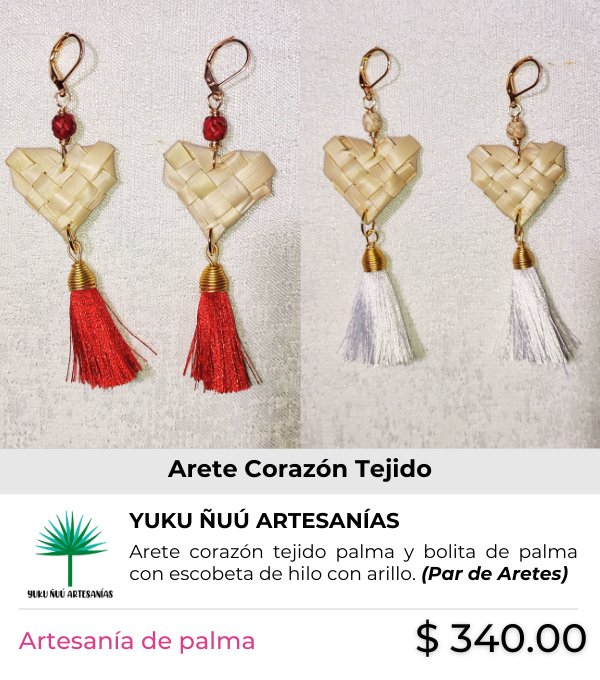 Arete Corazón Tejido
YUKU ÑUÚ ARTESANÍAS
Arete corazón tejido palma y bolita de palma
con escobeta de hilo con arillo. (Par de Aretes)
YUKU ÑUÚ ARTESANÍAS
Artesanía de palma
$ 340.00